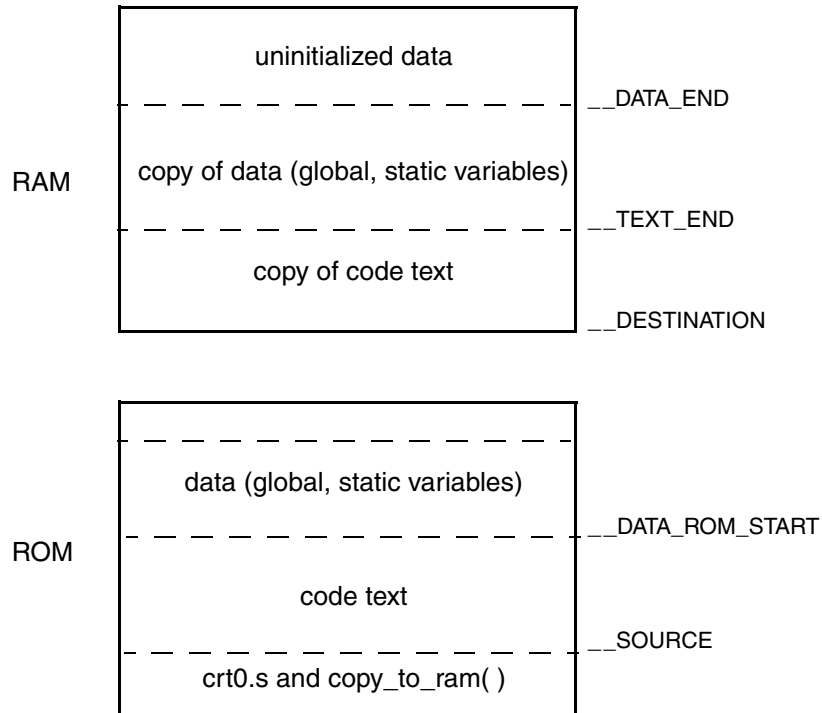 uninitialized data
__DATA_END
RAM
copy of data (global, static variables)
__TEXT_END
copy of code text
__DESTINATION
data (global, static variables)
__DATA_ROM_START
ROM
code text
__SOURCE
crt0.s and copy_to_ram( )